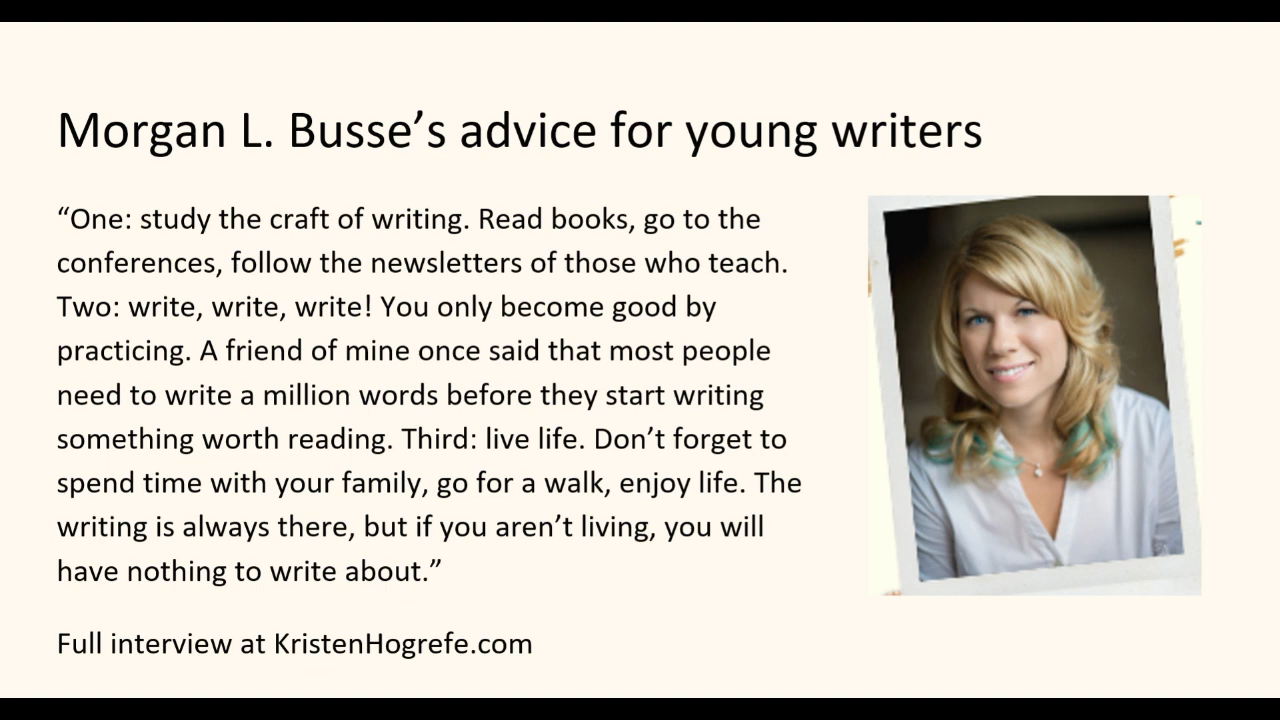 Morgan L. Busse’s advice for young writers
“One: study the craft of writing. Read books, go to the
conferences, follow the newsletters of those who teach.
Two: write, write, write! You only become good by
practicing. A friend of mine once said that most people
need to write a million words before they start writing
something worth reading. Third: live life. Don’t forget to
spend time with your family, go for a walk, enjoy life. The
writing is always there, but if you aren’t living, you will
have nothing to write about.”
Full interview at KristenHogrefe.com